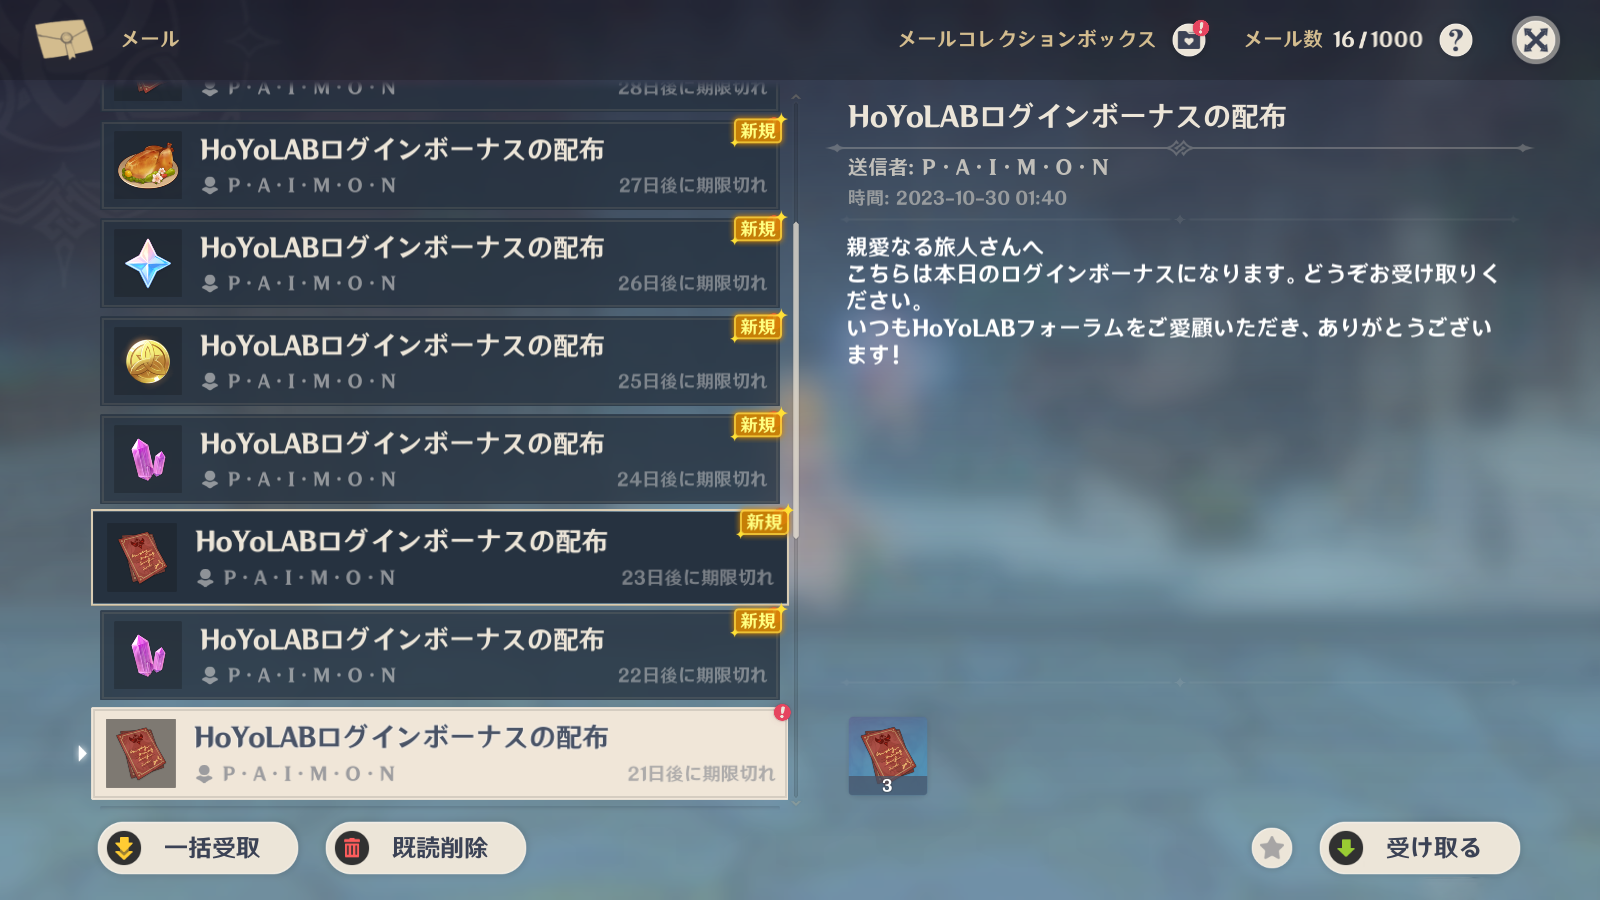 メール
メールコレクションボックス
メール数 16/1000
P・A・I・M・O・N
28日後に期限切れ
新規
HoYoLABログインボーナスの配布
P・A・I・M・O・N
27日後に期限切れ
新規
HoYoLABログインボーナスの配布
P・A・I・M・O・N
26日後に期限切れ
新規
HoYoLABログインボーナスの配布
P・A・I・M・O・N
25日後に期限切れ
新規
HoYoLABログインボーナスの配布
P・A・I・M・O・N
24日後に期限切れ
新規
HoYoLABログインボーナスの配布
P・A・I・M・O・N
23日後に期限切れ
新規
HoYoLABログインボーナスの配布
P・A・I・M・O・N
22日後に期限切れ
HoYoLABログインボーナスの配布
P・A・I・M・O・N
21日後に期限切れ
一括受取
既読削除
HoYoLABログインボーナスの配布
送信者: P・A・I・M・O・N
時間: 2023-10-30 01:40
親愛なる旅人さんへ
こちらは本日のログインボーナスになります。どうぞお受け取りく
ださい。
いつもHoYoLABフォーラムをご愛顧いただき、ありがとうござい
ます！
3
受け取る